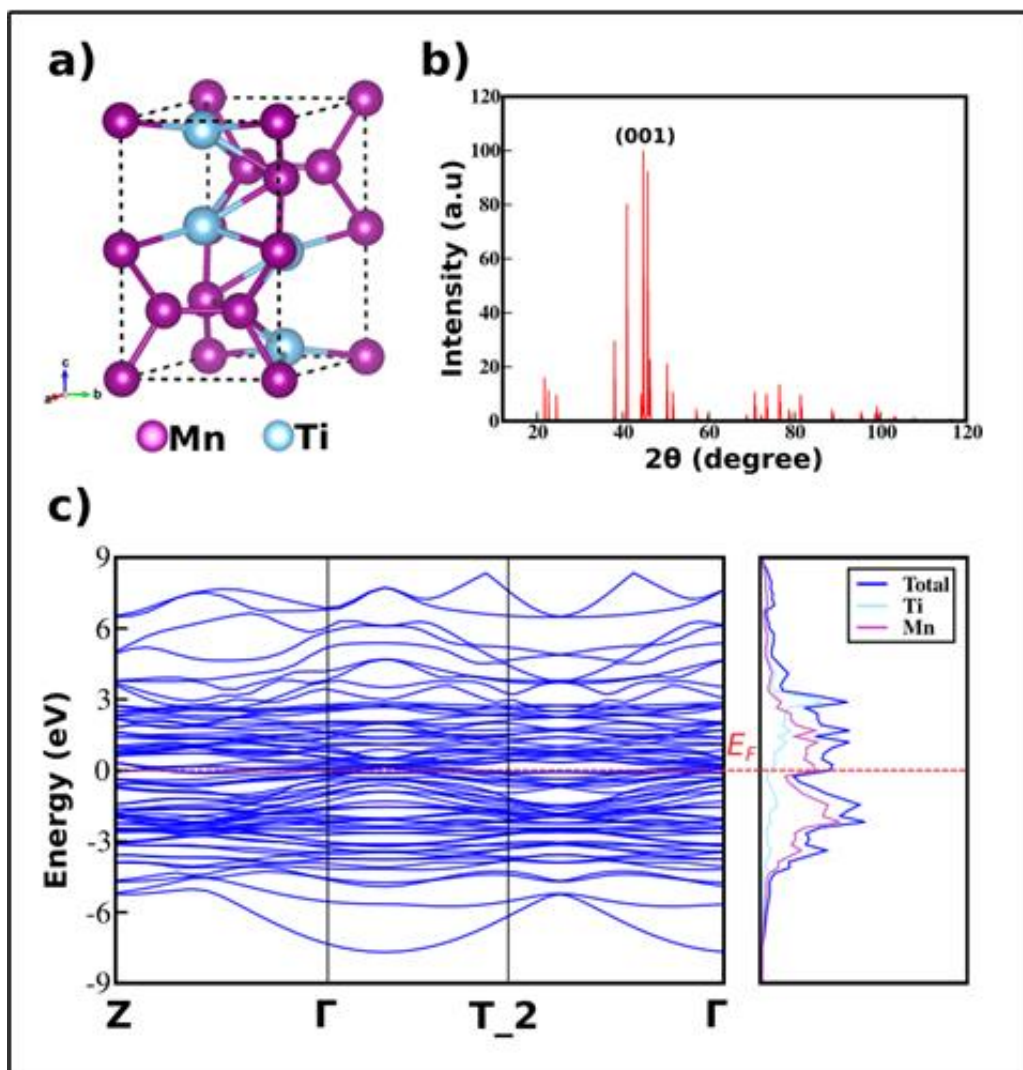 a)
c
a
b
Mn
Ti
b)
(001)
Intensity (a.u)
120
100
80
60
40
20
0
20
40
60
80
100
120
2θ (degree)
c)
Energy (eV)
9
6
3
0
-3
-6
-9
Z
Γ
T_2
Γ
E_F
Total
Ti
Mn